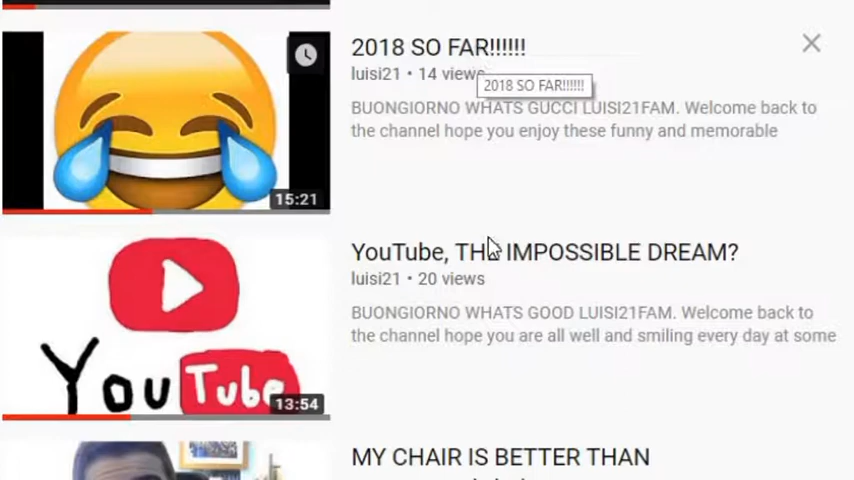 2018 SO FAR!!!!!!
luisi21 • 14 views
2018 SO FAR!!!!!!
BUONGIORNO WHATS GUCCI LUISI21FAM. Welcome back to
the channel hope you enjoy these funny and memorable
15:21
YouTube, THE IMPOSSIBLE DREAM?
luisi21 • 20 views
BUONGIORNO WHATS GOOD LUISI21FAM. Welcome back to
the channel hope you are all well and smiling every day at some
You Tube
13:54
MY CHAIR IS BETTER THAN